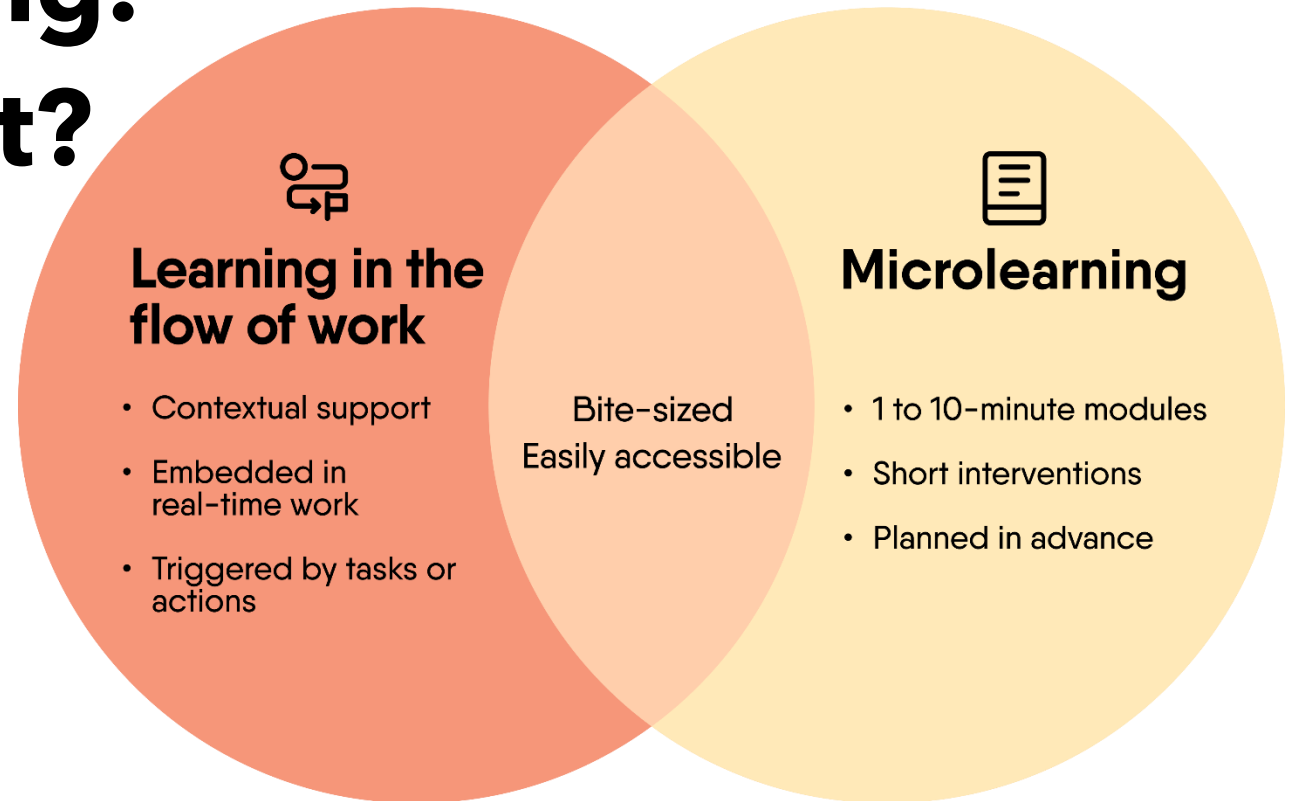 t?
Learning in the
flow of work
• Contextual support
• Embedded in
real-time work
• Triggered by tasks or
actions
Bite-sized
Easily accessible
Microlearning
• 1 to 10-minute modules
• Short interventions
• Planned in advance